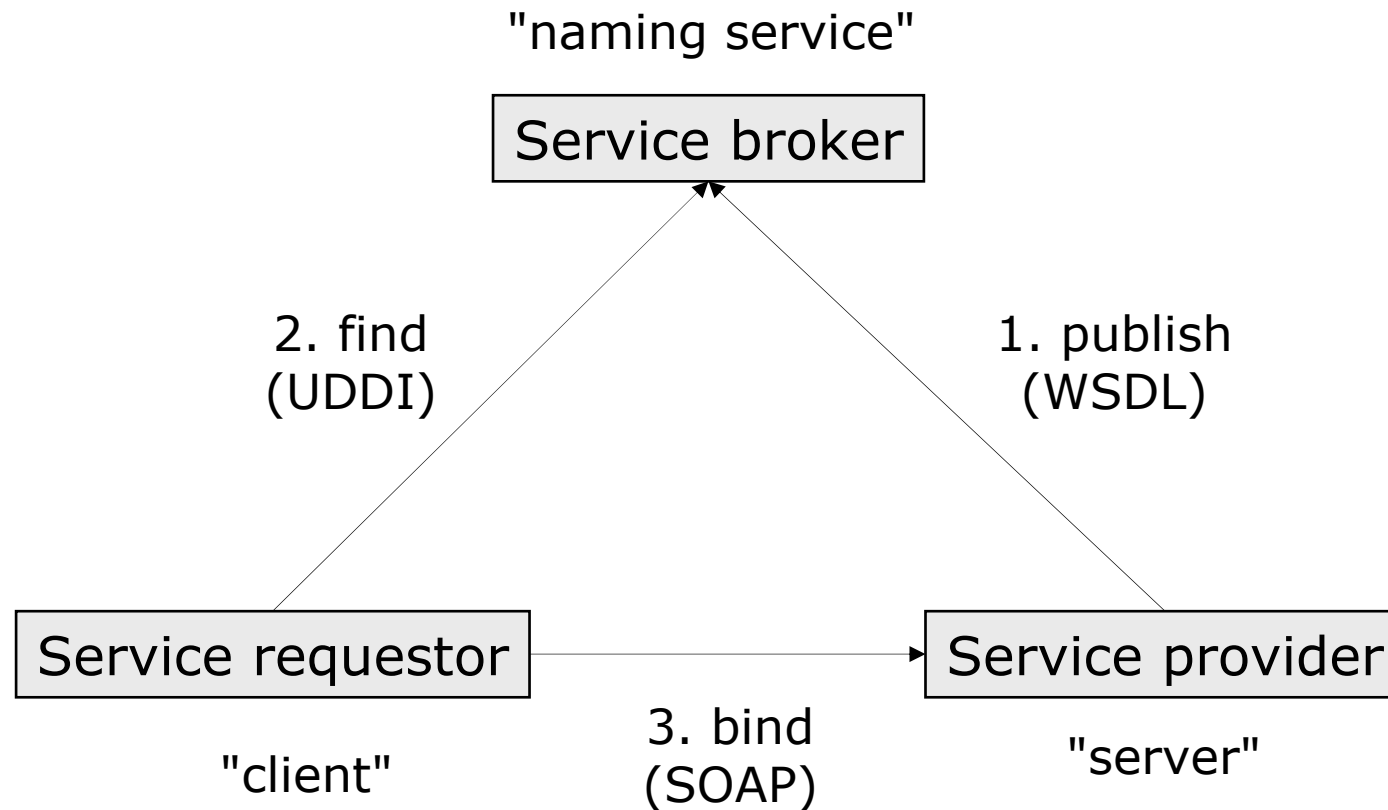 "naming service"
Service broker
2. find
(UDDI)
1. publish
(WSDL)
Service requestor
Service provider
3. bind
(SOAP)
"client"
"server"